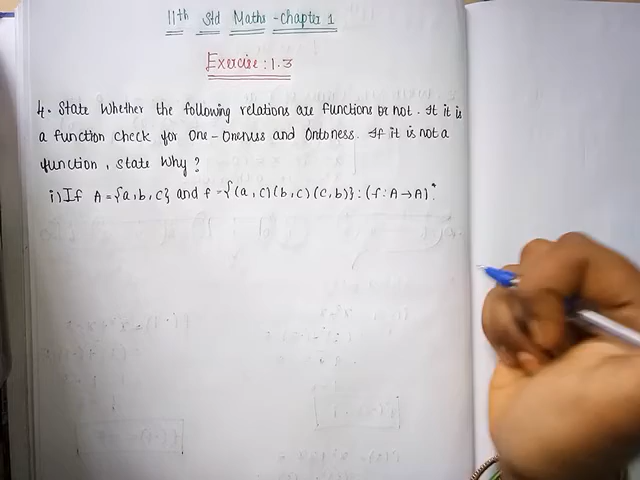 11th Std Maths - Chapter 1
Exercise : 1.3
4. State whether the following relations are functions or not. If it is
a function check for One-Oneness and Ontoness. If it is not a
function, state why?
i) If A = {a, b, c} and f = {(a, c)(b, c)(c, b)} : (f : A → A).